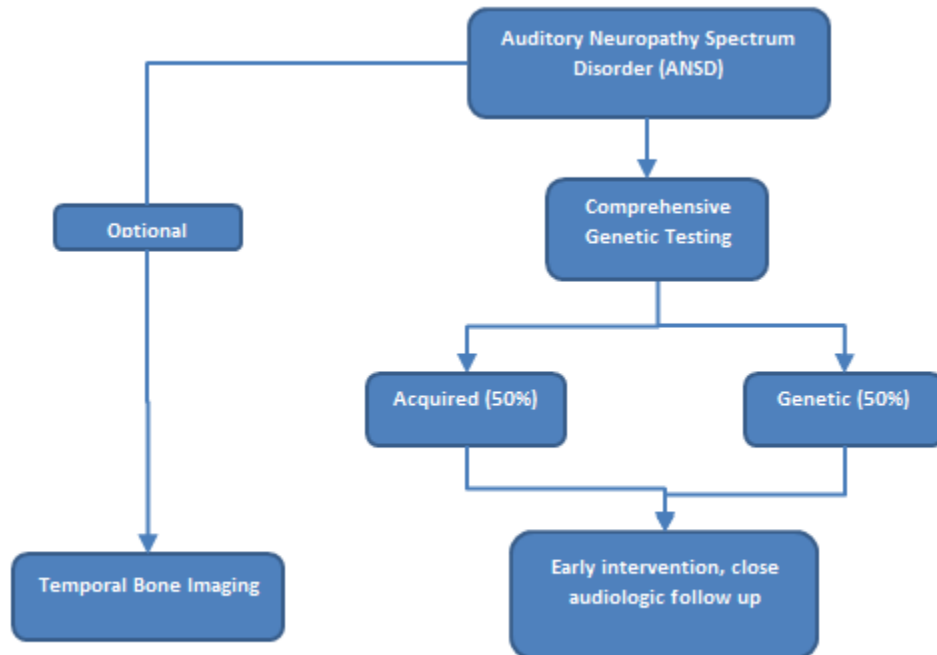 Auditory Neuropathy Spectrum
Disorder (ANSD)
Optional
Comprehensive
Genetic Testing
Acquired (50%)
Genetic (50%)
Temporal Bone Imaging
Early intervention, close
audiologic follow up